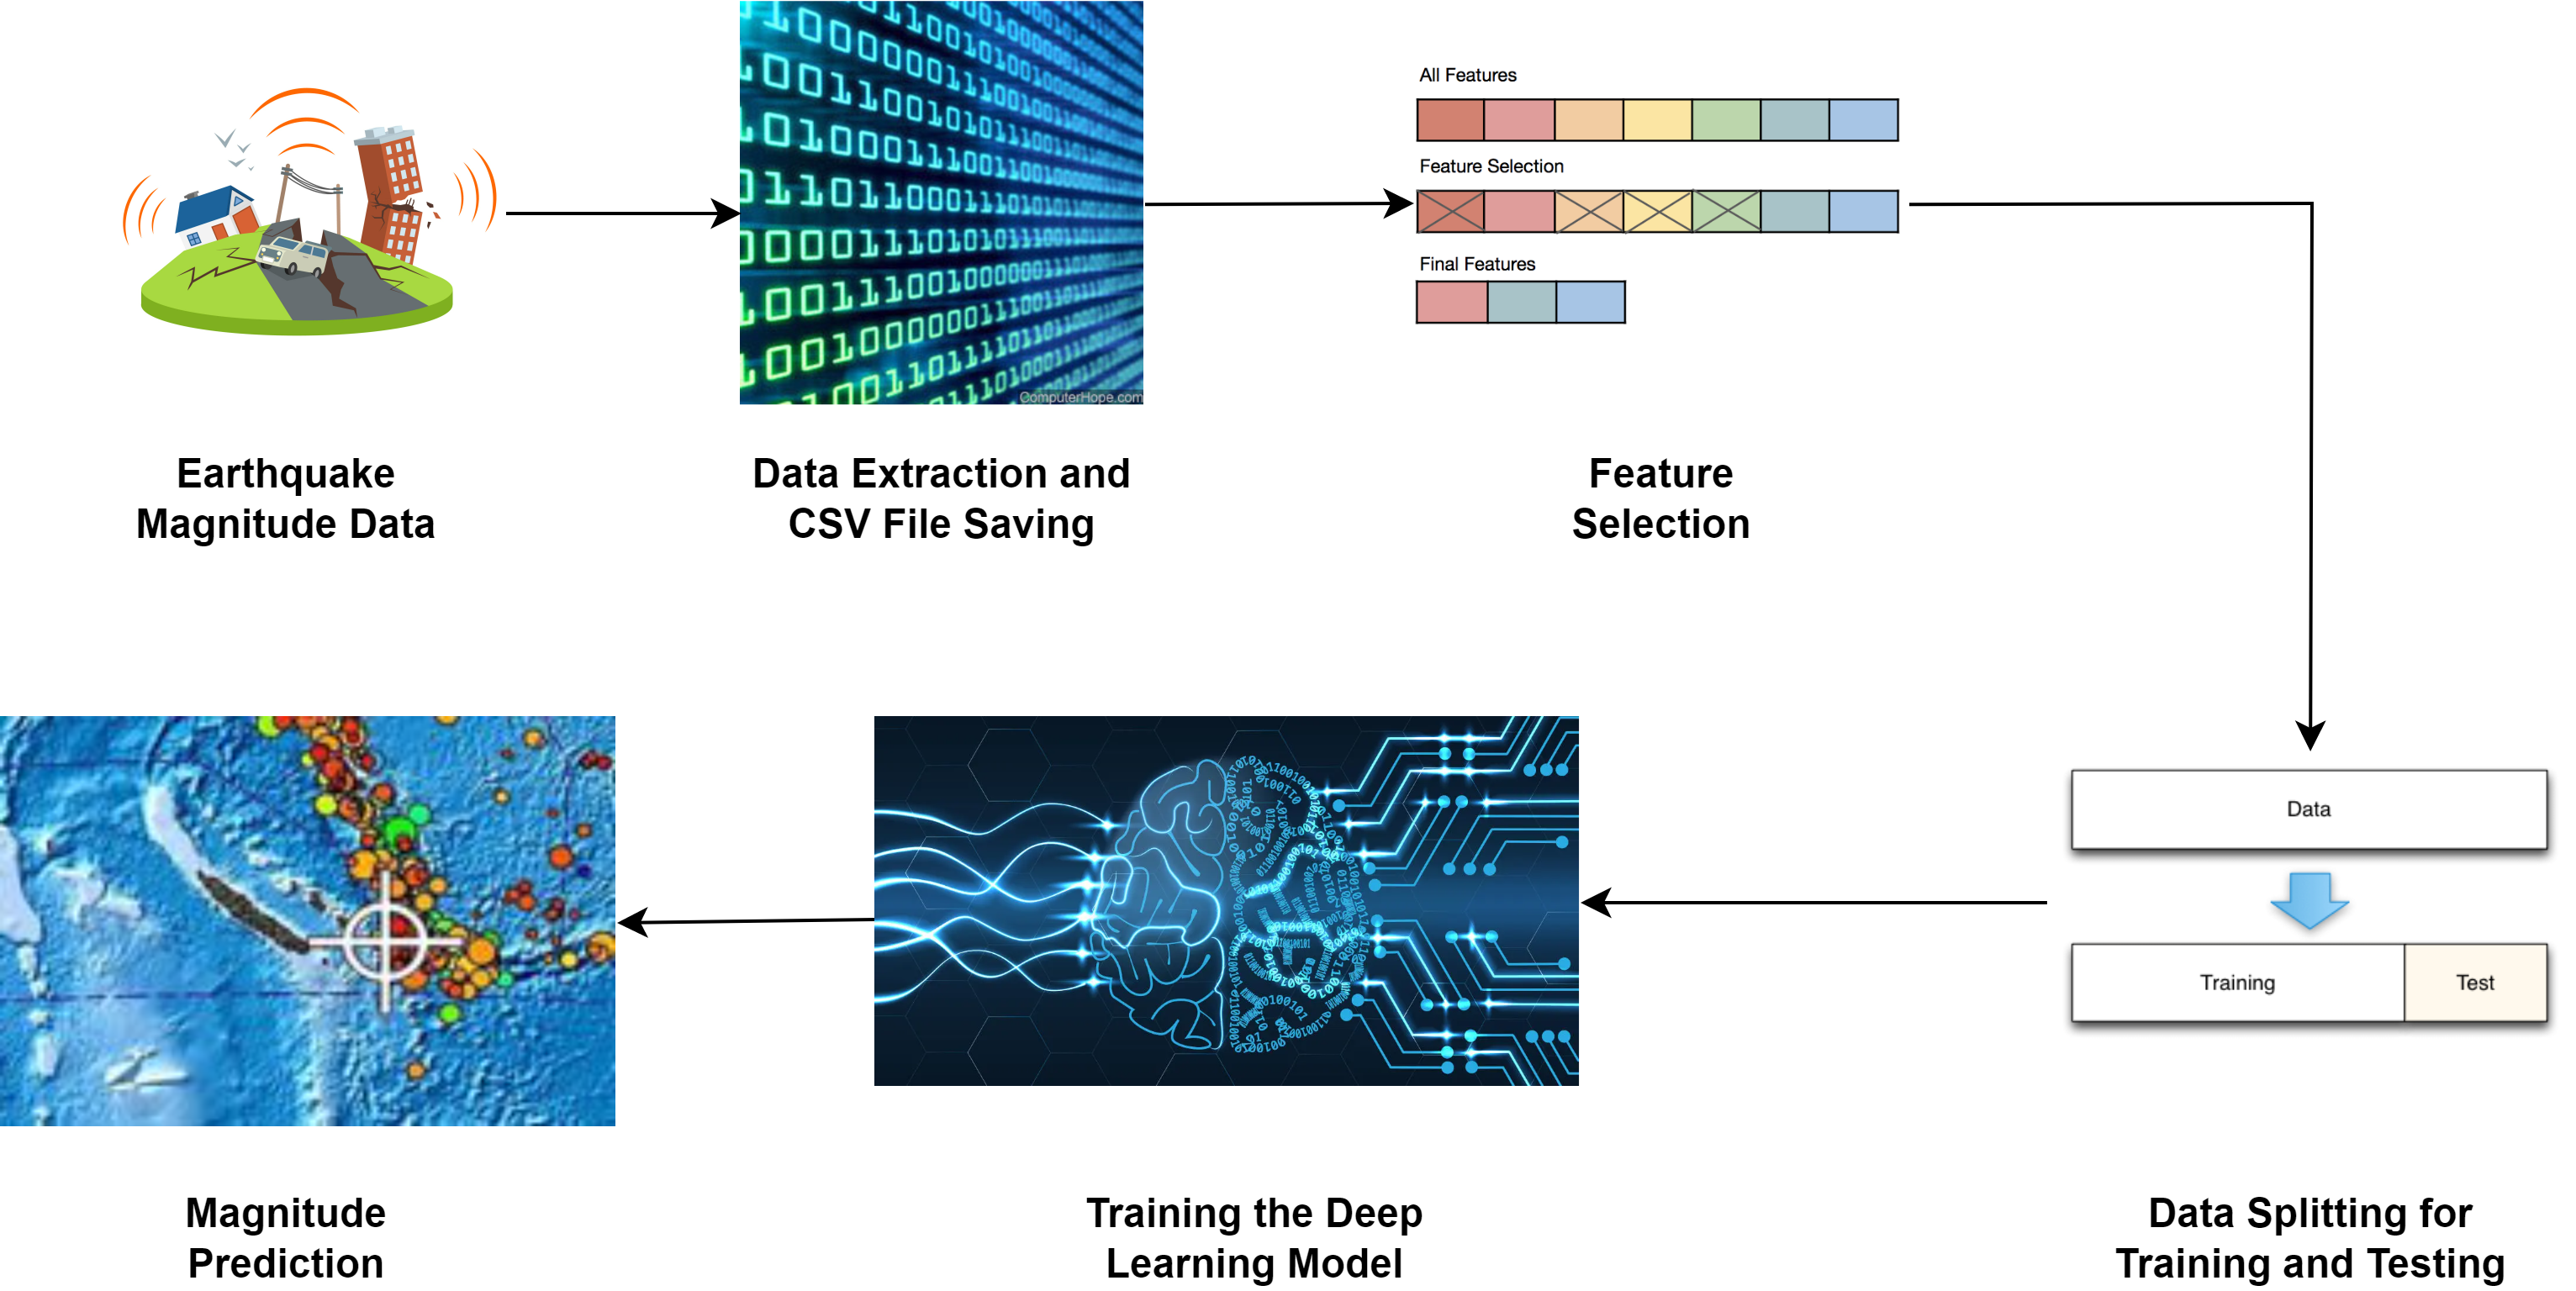 All Features
Feature Selection
Final Features
ComputerHope.com
Earthquake
Magnitude Data
Data Extraction and
CSV File Saving
Feature
Selection
Data
Training
Test
Magnitude
Prediction
Training the Deep
Learning Model
Data Splitting for
Training and Testing